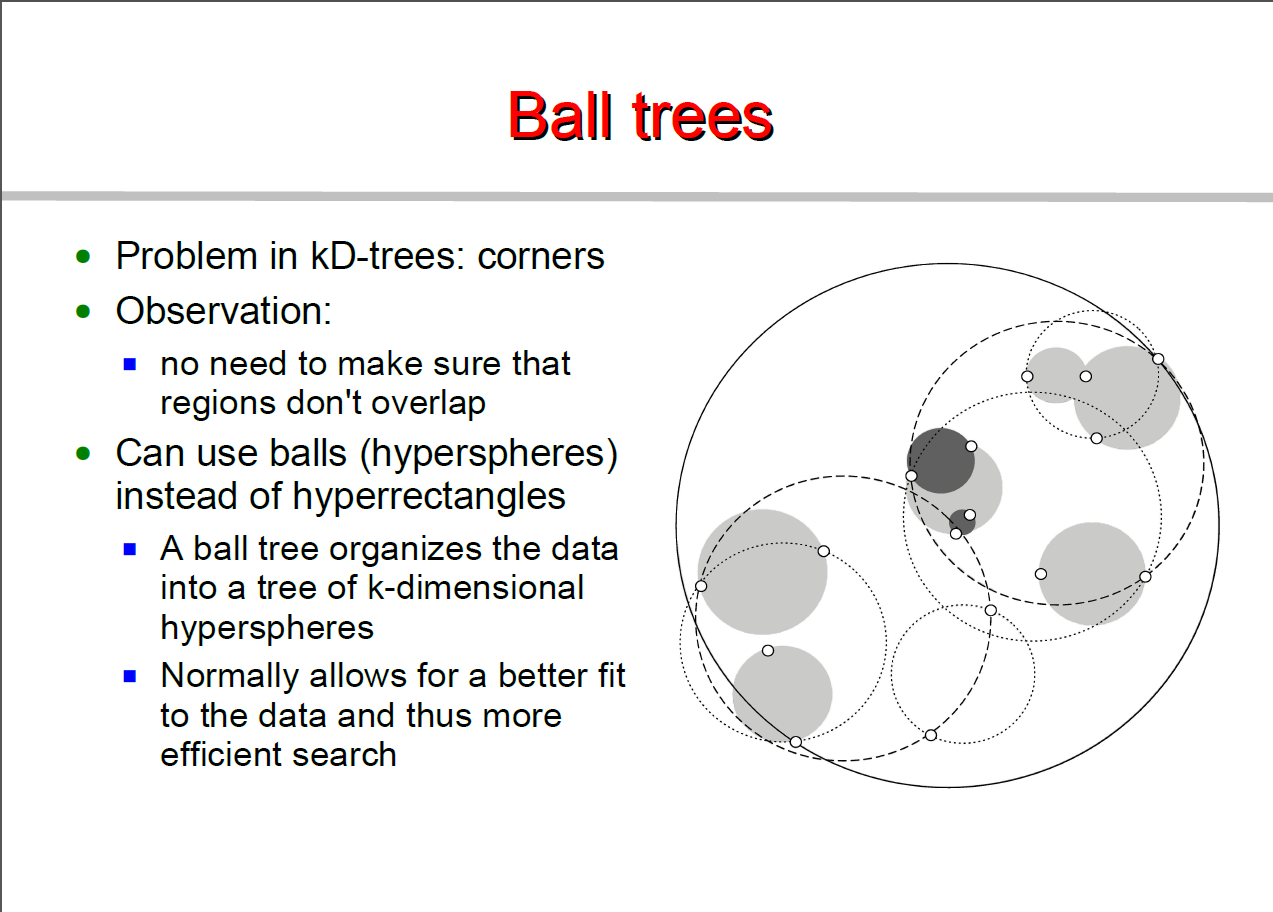 Ball trees
• Problem in kD-trees: corners
• Observation:
▪ no need to make sure that
regions don't overlap
• Can use balls (hyperspheres)
instead of hyperrectangles
▪ A ball tree organizes the data
into a tree of k-dimensional
hyperspheres
▪ Normally allows for a better fit
to the data and thus more
efficient search